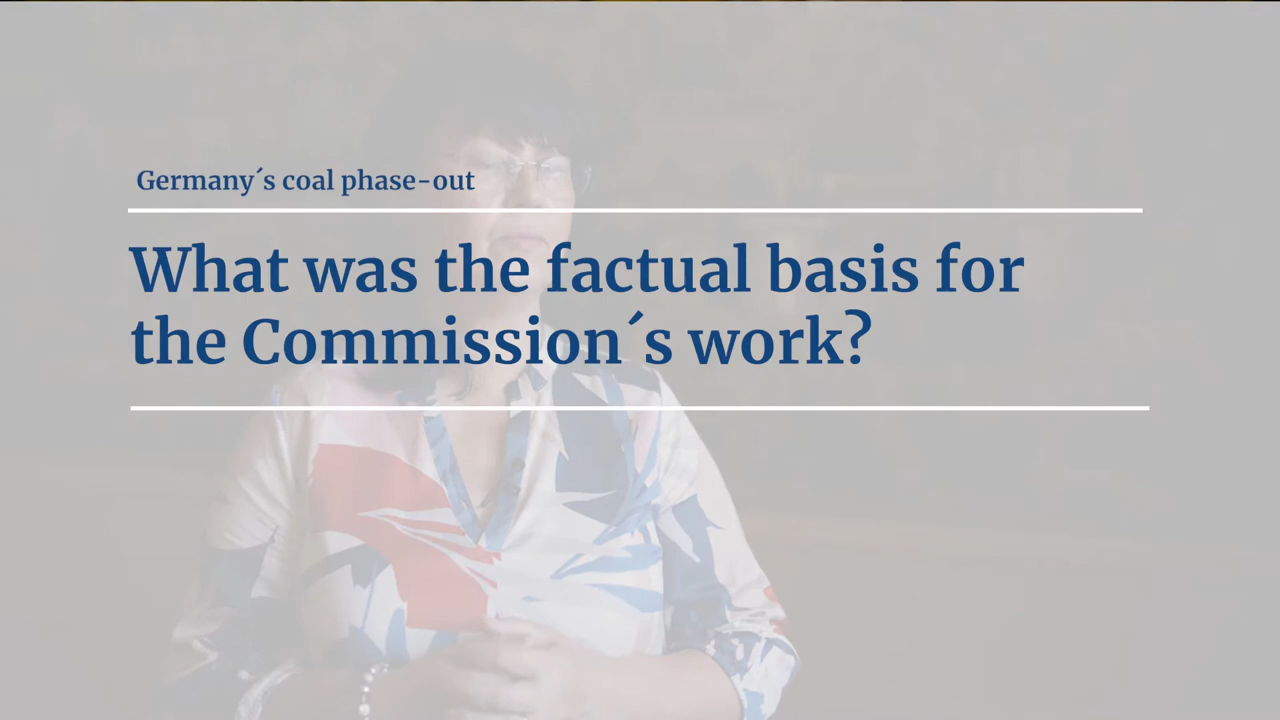 Germany´s coal phase-out
What was the factual basis for
the Commission´s work?